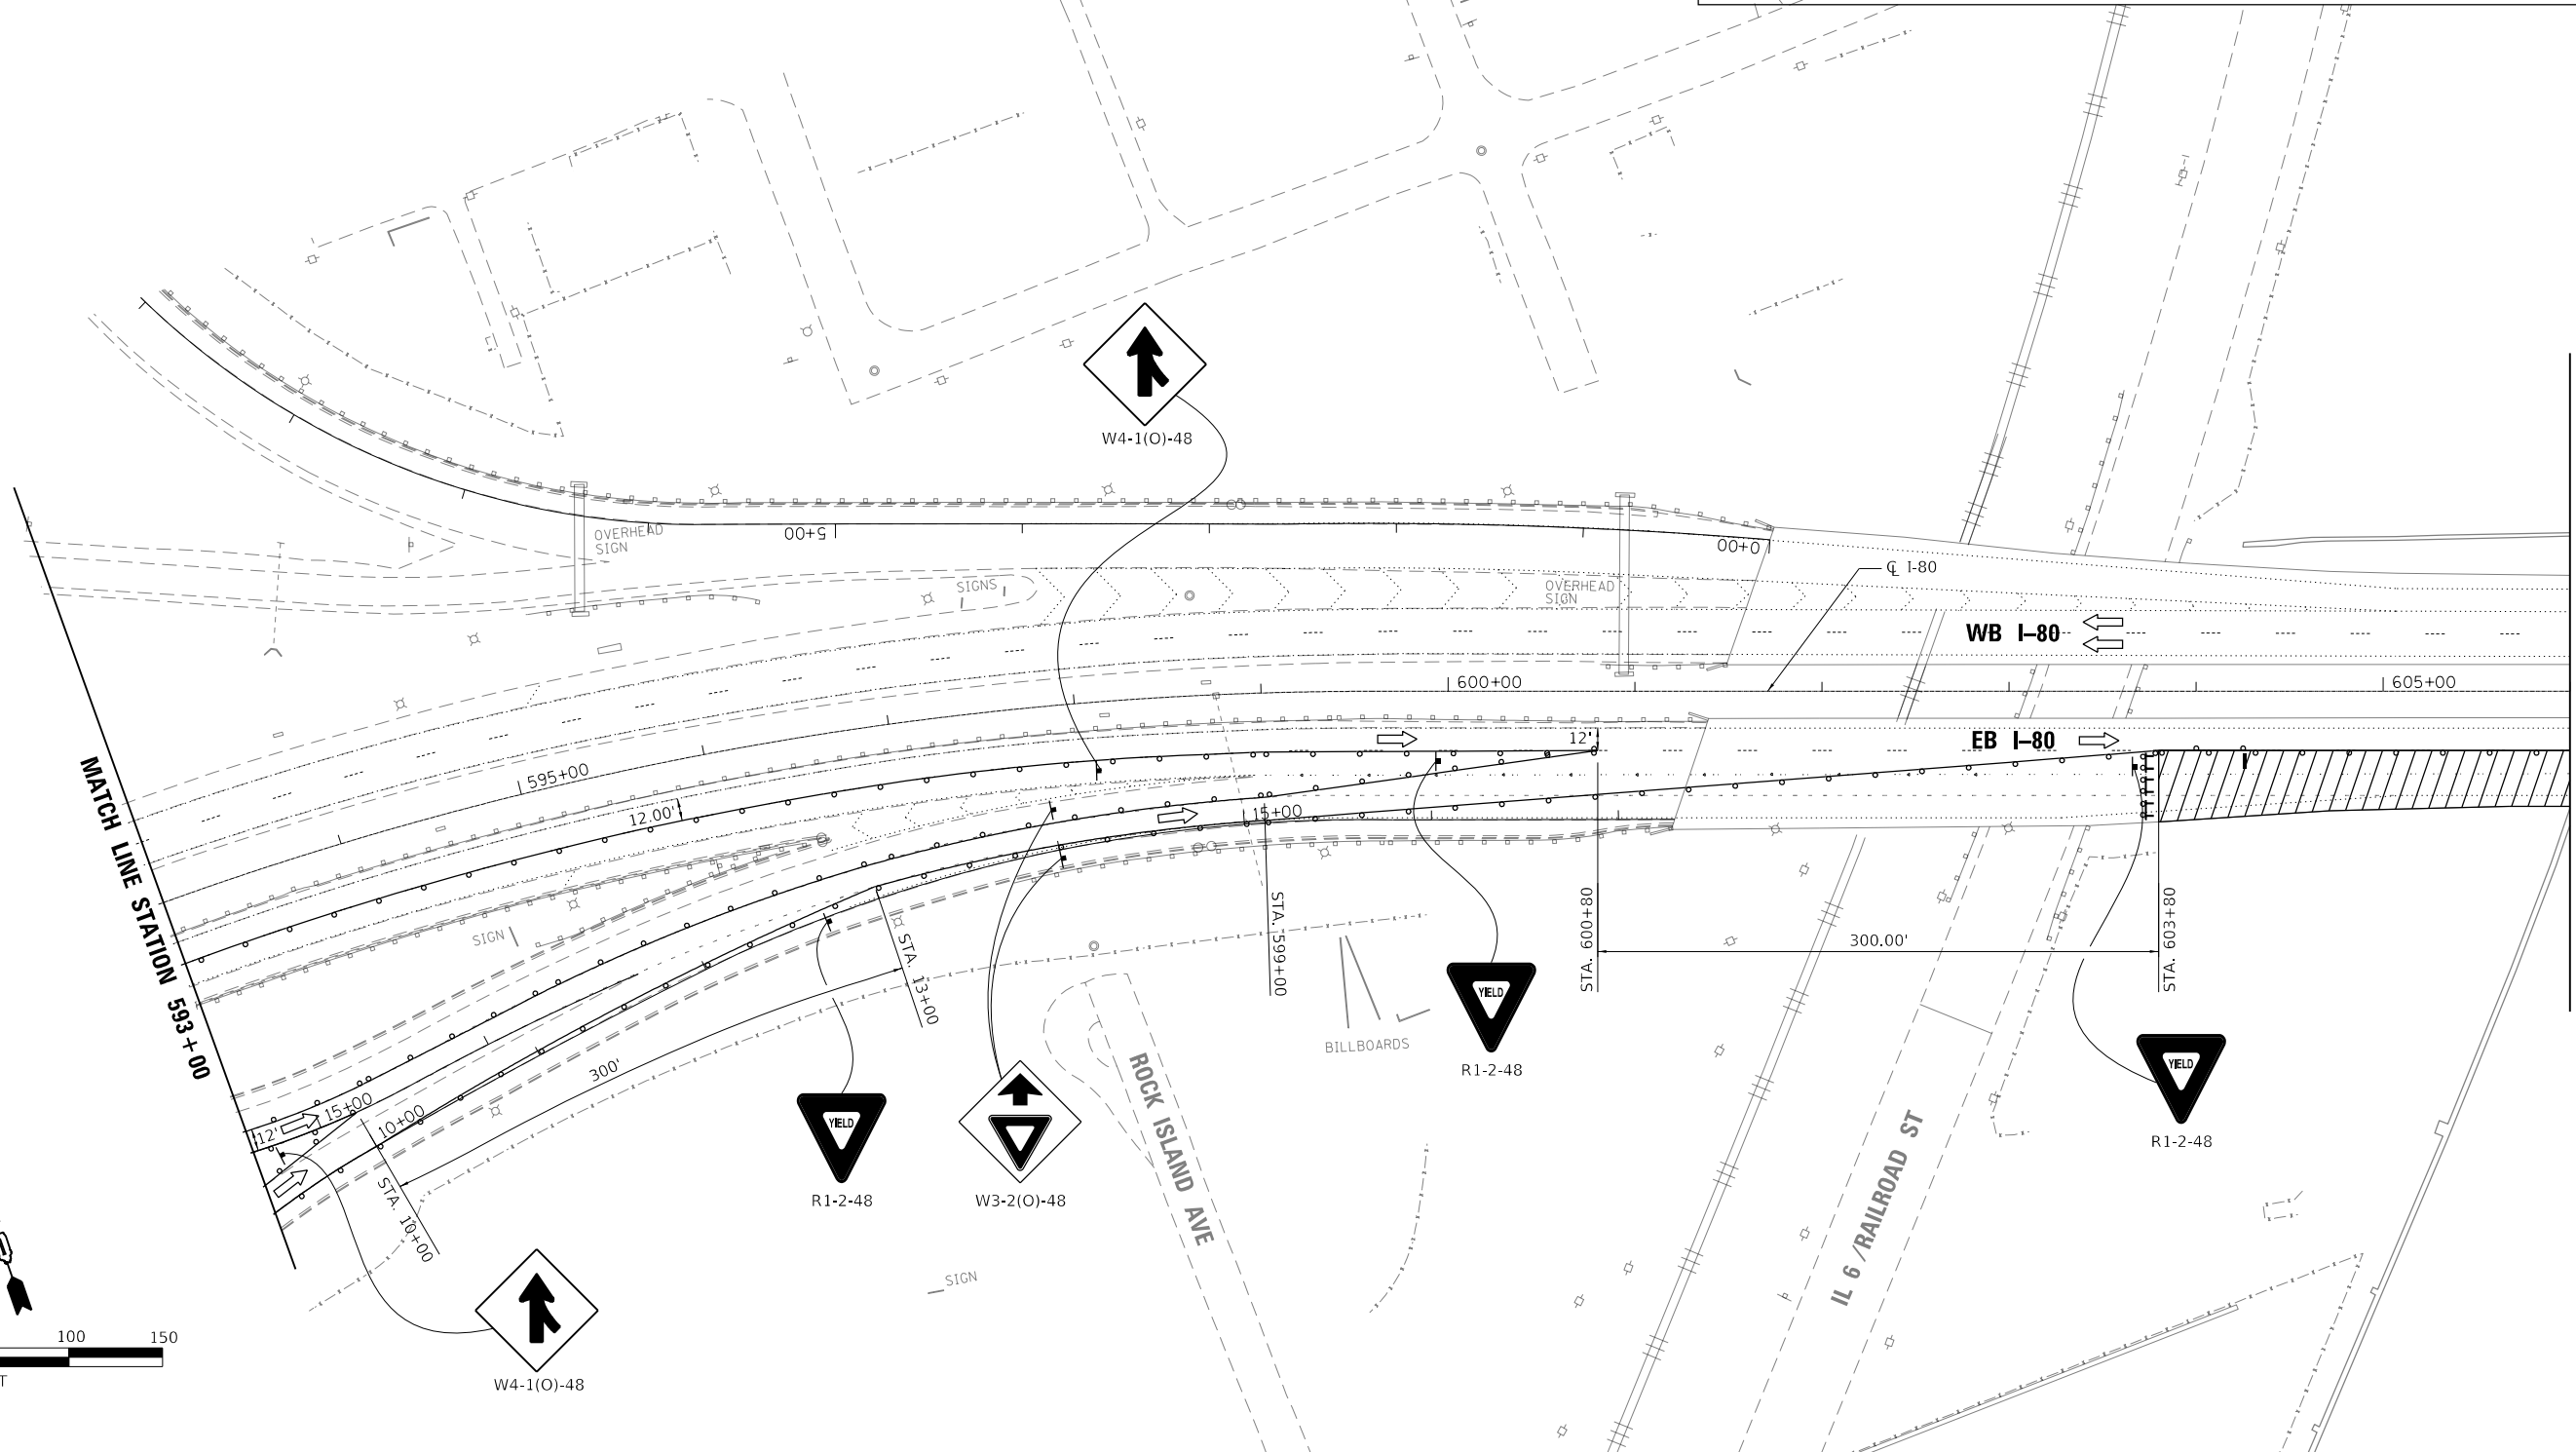 W4-1(O)-48
OVERHEAD
SIGN
5+00
0+00
SIGNS
OVERHEAD
SIGN
℄ I-80
WB I-80
600+00
605+00
12'
EB I-80
595+00
12.00'
15+00
MATCH LINE STATION 593+00
SIGN
STA. 13+00
STA. 599+00
STA. 600+80
300.00'
STA. 603+80
BILLBOARDS
300'
15+00
12'
10+00
STA. 10+00
YIELD
R1-2-48
YIELD
R1-2-48
YIELD
R1-2-48
W3-2(O)-48
ROCK ISLAND AVE
IL 6 /RAILROAD ST
SIGN
W4-1(O)-48
100
150
T